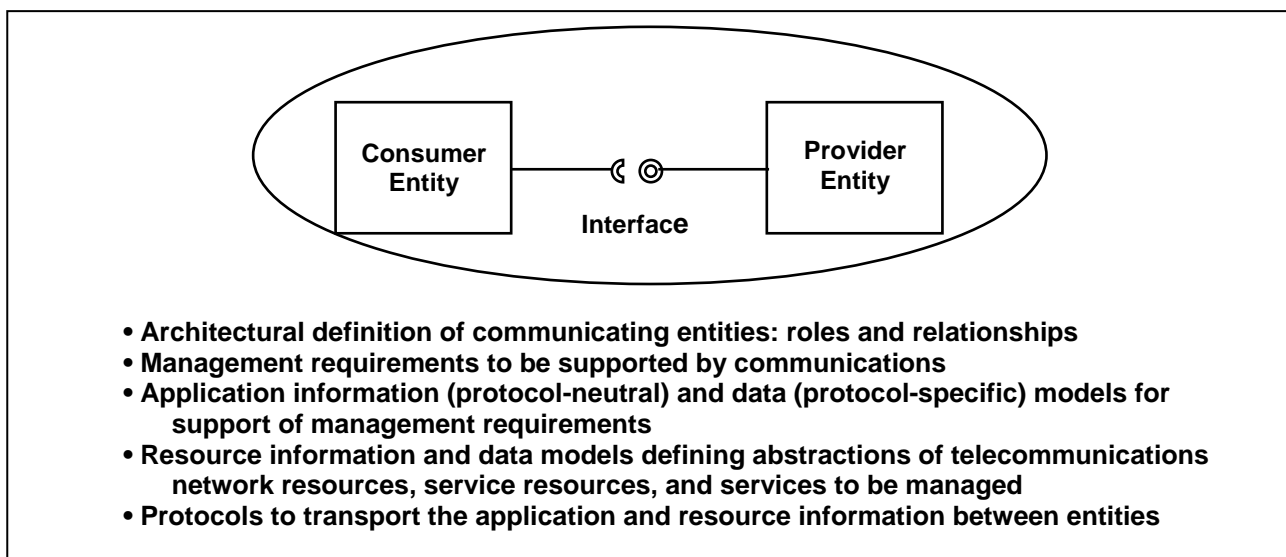 Consumer
Entity
Provider
Entity
Interface
• Architectural definition of communicating entities: roles and relationships
• Management requirements to be supported by communications
• Application information (protocol-neutral) and data (protocol-specific) models for
support of management requirements
• Resource information and data models defining abstractions of telecommunications
network resources, service resources, and services to be managed
• Protocols to transport the application and resource information between entities